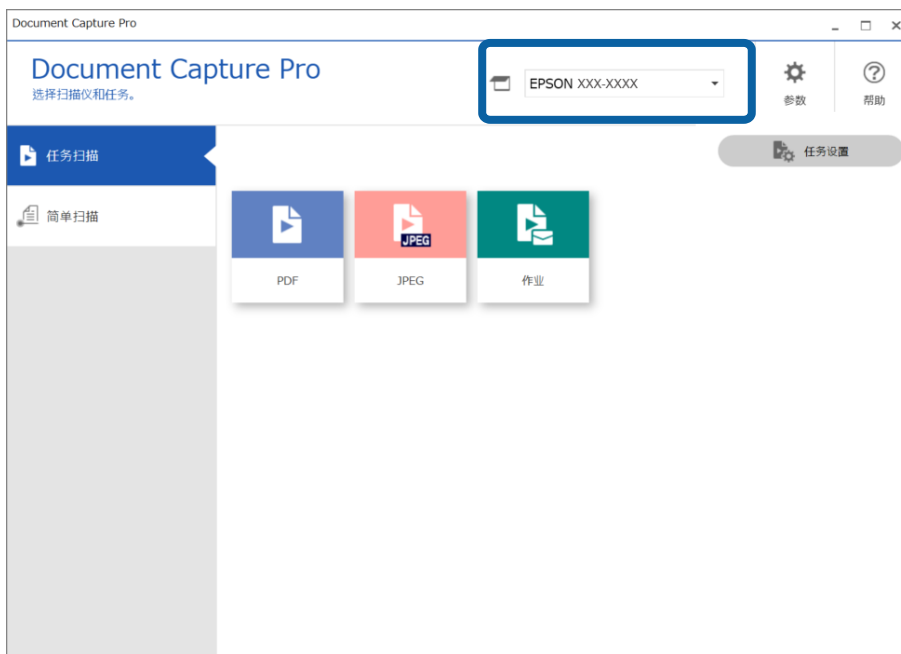 Document Capture Pro
Document Capture Pro
选择扫描仪和任务。
EPSON XXX-XXXX
参数
帮助
任务扫描
任务设置
简单扫描
JPEG
PDF
JPEG
作业